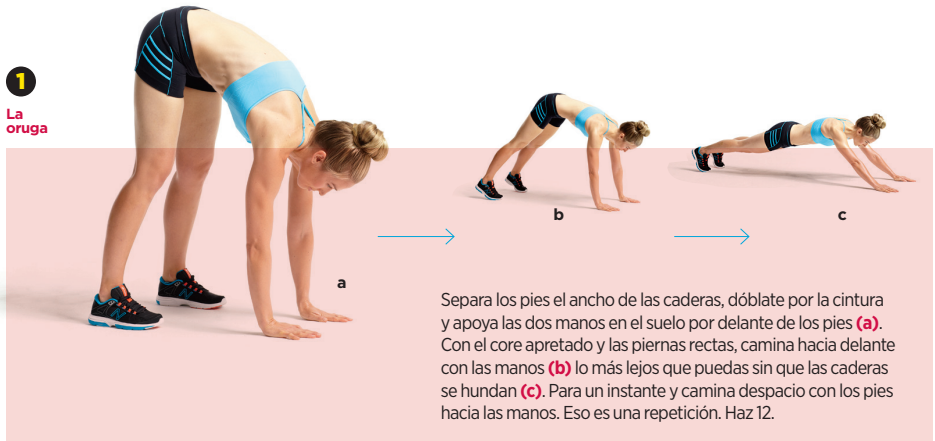 1
La
oruga
a
b
c
Separa los pies el ancho de las caderas, dóblate por la cintura
y apoya las dos manos en el suelo por delante de los pies (a).
Con el core apretado y las piernas rectas, camina hacia delante
con las manos (b) lo más lejos que puedas sin que las caderas
se hundan (c). Para un instante y camina despacio con los pies
hacia las manos. Eso es una repetición. Haz 12.